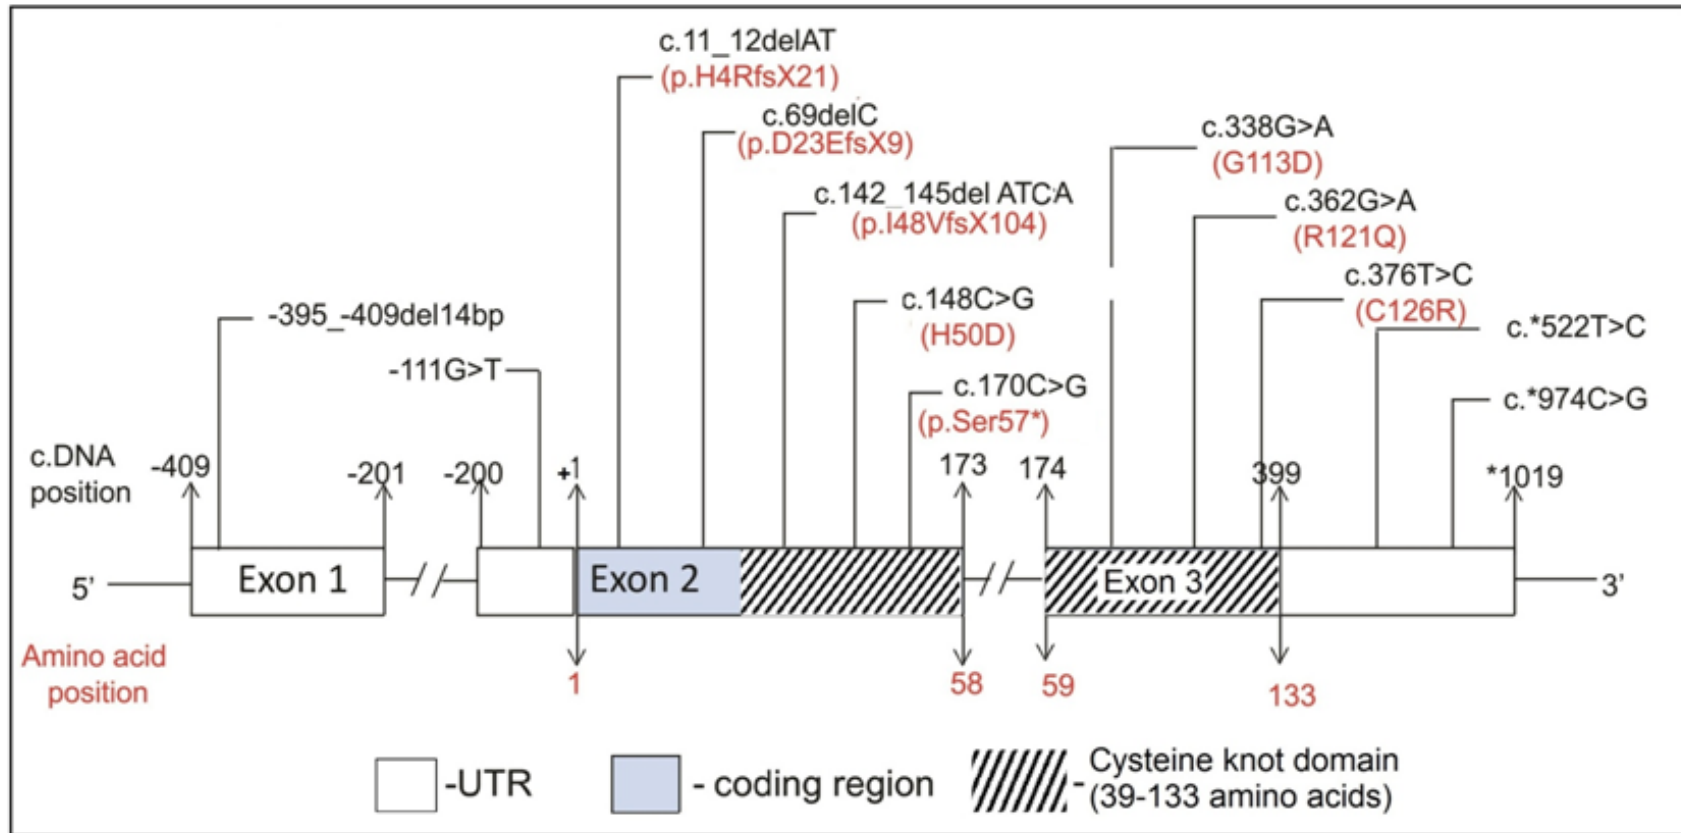 c.11_12delAT
(p.H4RfsX21)
c.69delC
(p.D23EfsX9)
c.142_145del ATCA
(p.I48VfsX104)
c.148C>G
(H50D)
c.170C>G
(p.Ser57*)
c.338G>A
(G113D)
c.362G>A
(R121Q)
c.376T>C
(C126R)
c.*522T>C
c.*974C>G
-395_-409del14bp
-111G>T
c.DNA
position
-409
-201
-200
+1
173
174
399
*1019
5’
Exon 1
Exon 2
Exon 3
3’
Amino acid
position
1
58
59
133
-UTR
- coding region
- Cysteine knot domain
(39-133 amino acids)